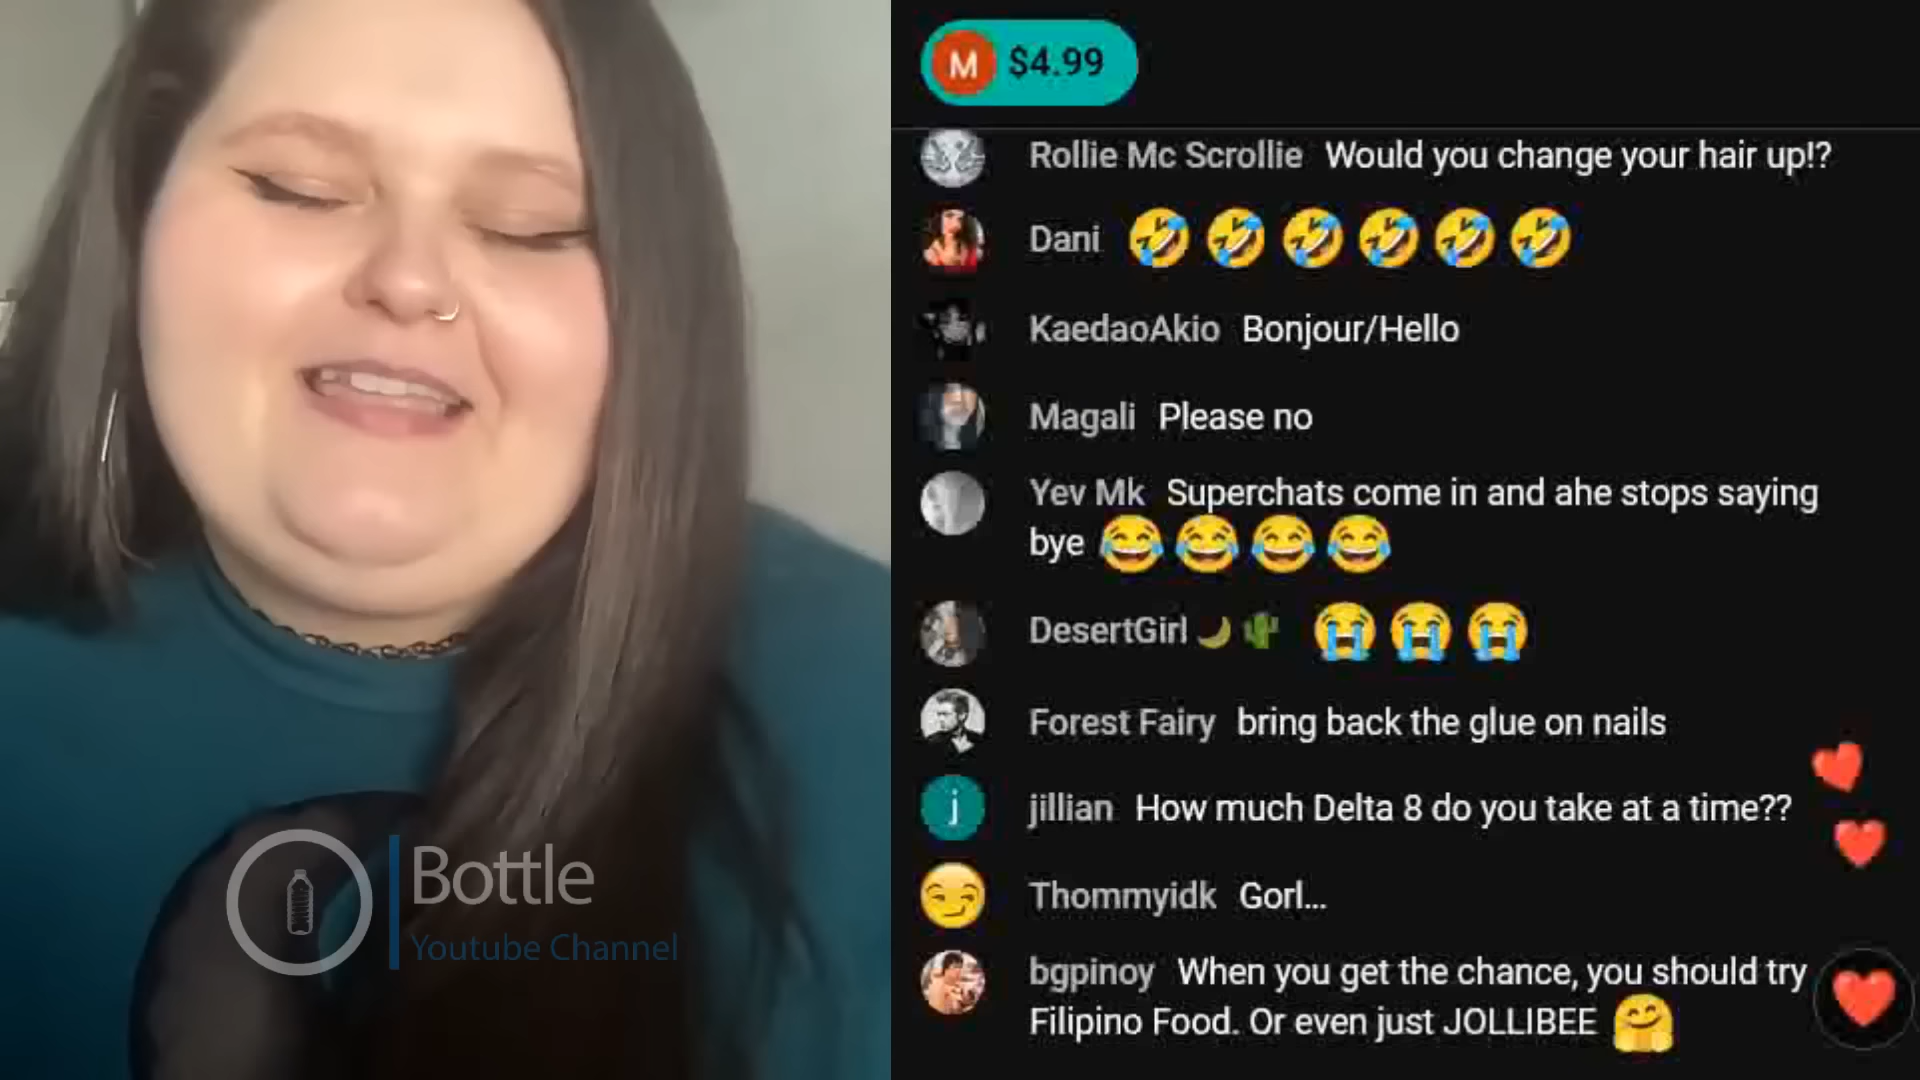 M $4.99
Rollie Mc Scrollie Would you change your hair up!?
Dani 🤣🤣🤣🤣🤣🤣
KaedaoAkio Bonjour/Hello
Magali Please no
Yev Mk Superchats come in and ahe stops saying
bye 😂😂😂😂
DesertGirl🌙🌵 😭😭😭
Forest Fairy bring back the glue on nails
j jillian How much Delta 8 do you take at a time??
Thommyidk Gorl...
bgpinoy When you get the chance, you should try
Filipino Food. Or even just JOLLIBEE 🤗
Bottle
Youtube Channel